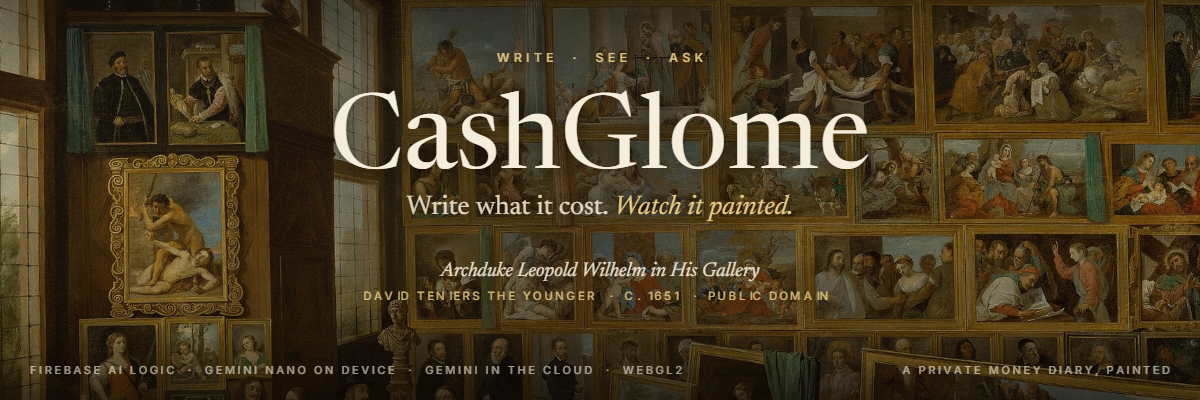 WRITE · SEE · ASK
CashGlome
Write what it cost. Watch it painted.
Archduke Leopold Wilhelm in His Gallery
DAVID TENIERS THE YOUNGER · C. 1651 · PUBLIC DOMAIN
FIREBASE AI LOGIC · GEMINI NANO ON DEVICE · GEMINI IN THE CLOUD · WEBGL2
A PRIVATE MONEY DIARY, PAINTED